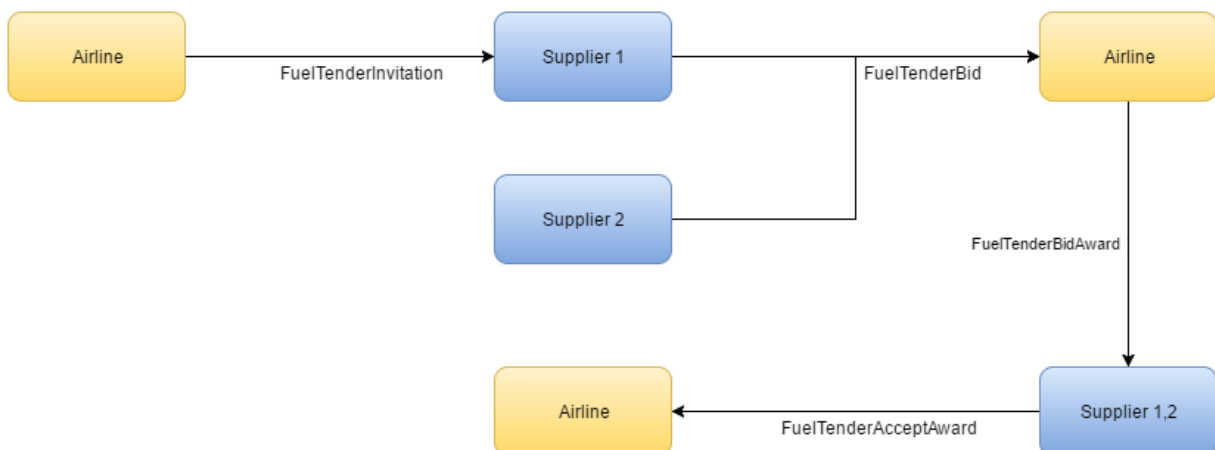 Airline
FuelTenderInvitation
Supplier 1
FuelTenderBid
Airline
Supplier 2
FuelTenderBidAward
Airline
FuelTenderAcceptAward
Supplier 1,2